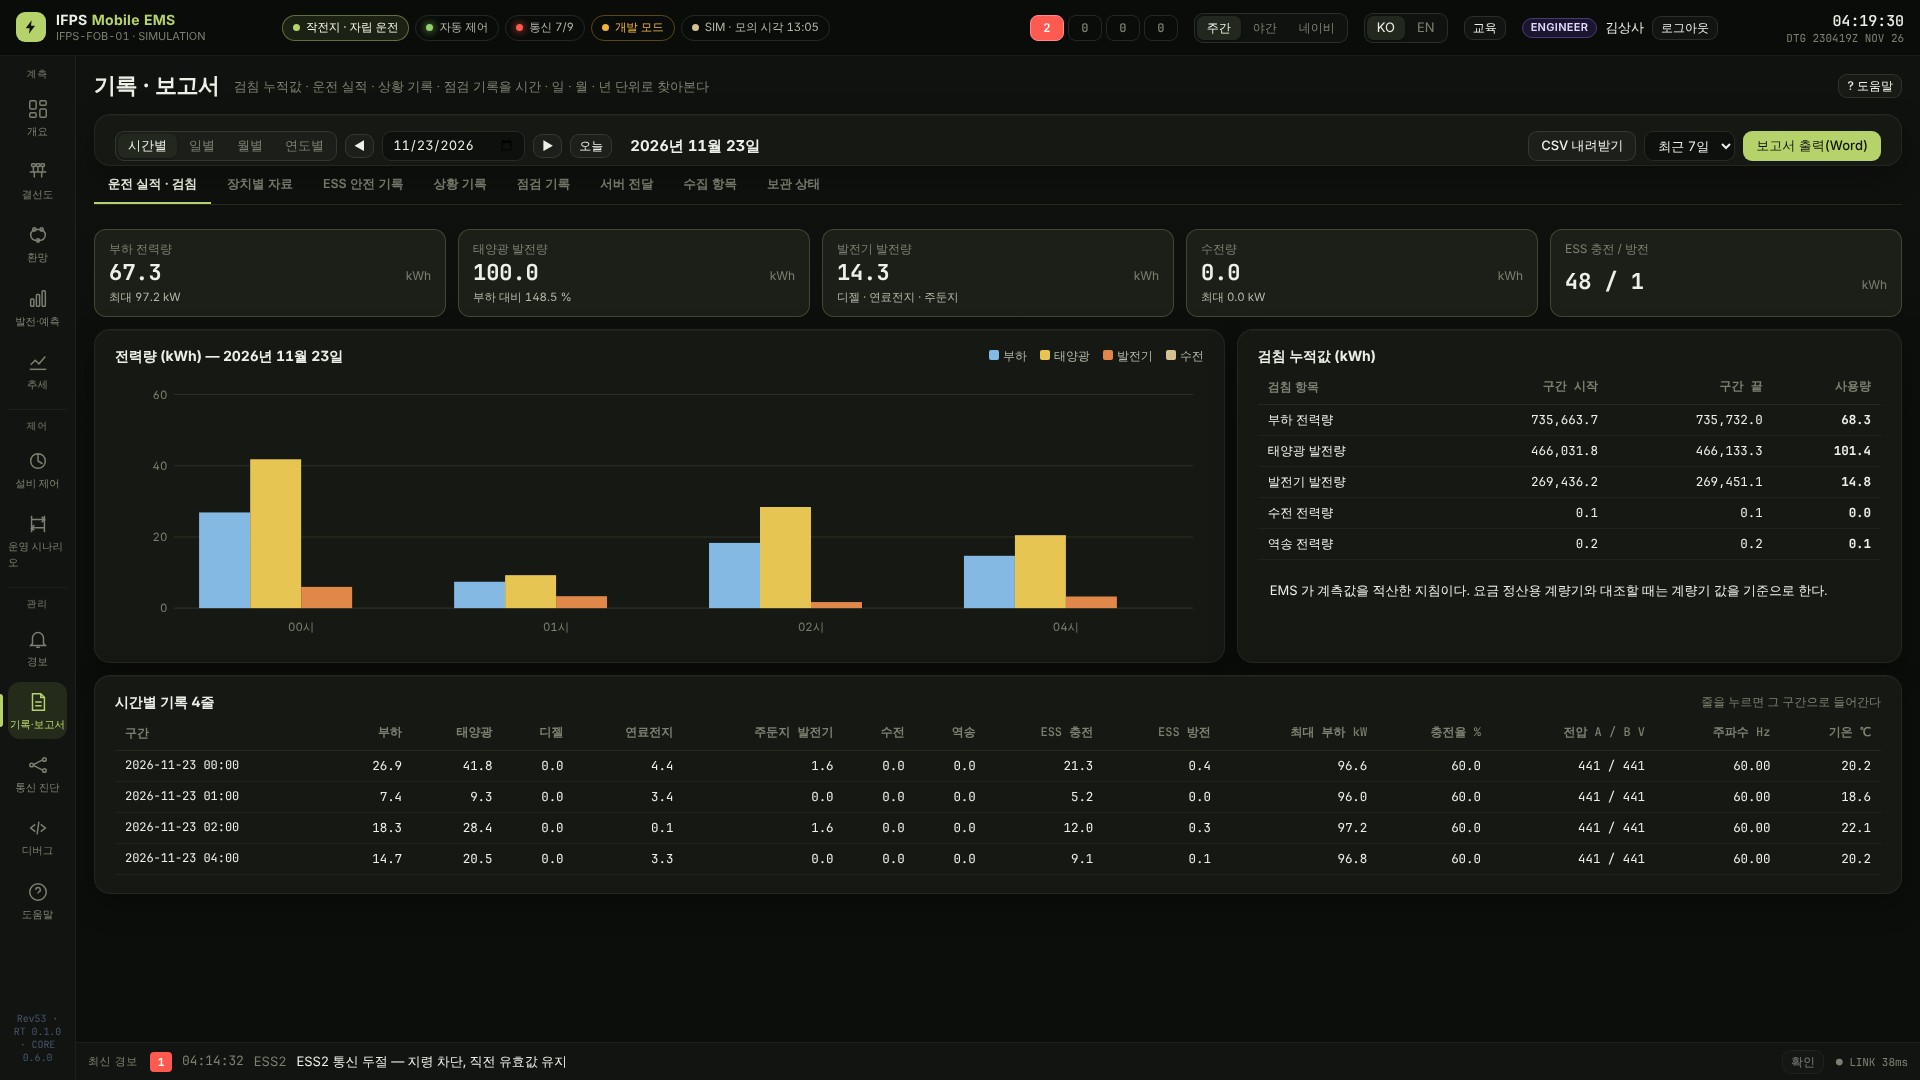 IFPS Mobile EMS
IFPS-FOB-01 · SIMULATION
작전지 · 자립 운전
자동 제어
통신 7/9
개발 모드
SIM · 모의 시각 13:05
2 0 0 0
주간 야간 네이비
KO EN
교육
ENGINEER 김상사 로그아웃
04:19:30
DTG 230419Z NOV 26
계측
개요
결선도
환망
발전·예측
추세
제어
설비 제어
운영 시나리
오
관리
경보
기록·보고서
통신 진단
디버그
도움말
RevS3 ·
RT 0.1.0
· CORE
0.6.0
기록 · 보고서 검침 누적값 · 운전 실적 · 상황 기록 · 점검 기록을 시간 · 일 · 월 · 년 단위로 찾아본다
? 도움말
시간별 일별 월별 연도별 ◀ 11/23/2026 ▶ 오늘 2026년 11월 23일
CSV 내려받기 최근 7일 보고서 출력(Word)
운전 실적 · 검침 장치별 자료 ESS 안전 기록 상황 기록 점검 기록 서버 전달 수집 항목 보관 상태
부하 전력량
67.3 kWh
최대 97.2 kW
태양광 발전량
100.0 kWh
부하 대비 148.5 %
발전기 발전량
14.3 kWh
디젤 · 연료전지 · 주둔지
수전량
0.0 kWh
최대 0.0 kW
ESS 충전 / 방전
48 / 1 kWh
전력량 (kWh) — 2026년 11월 23일
부하 태양광 발전기 수전
60
40
20
0
00시 01시 02시 04시
검침 누적값 (kWh)
검침 항목 구간 시작 구간 끝 사용량
부하 전력량 735,663.7 735,732.0 68.3
태양광 발전량 466,031.8 466,133.3 101.4
발전기 발전량 269,436.2 269,451.1 14.8
수전 전력량 0.1 0.1 0.0
역송 전력량 0.2 0.2 0.1
EMS 가 계측값을 적산한 지침이다. 요금 정산용 계량기와 대조할 때는 계량기 값을 기준으로 한다.
시간별 기록 4줄 줄을 누르면 그 구간으로 들어간다
구간 부하 태양광 디젤 연료전지 주둔지 발전기 수전 역송 ESS 충전 ESS 방전 최대 부하 kW 충전율 % 전압 A / B V 주파수 Hz 기온 ℃
2026-11-23 00:00 26.9 41.8 0.0 4.4 1.6 0.0 0.0 21.3 0.4 96.6 60.0 441 / 441 60.00 20.2
2026-11-23 01:00 7.4 9.3 0.0 3.4 0.0 0.0 0.0 5.2 0.0 96.0 60.0 441 / 441 60.00 18.6
2026-11-23 02:00 18.3 28.4 0.0 0.1 1.6 0.0 0.0 12.0 0.3 97.2 60.0 441 / 441 60.00 22.1
2026-11-23 04:00 14.7 20.5 0.0 3.3 0.0 0.0 0.0 9.1 0.1 96.8 60.0 441 / 441 60.00 20.2
최신 경보 1 04:14:32 ESS2 ESS2 통신 두절 — 지령 차단, 직전 유효값 유지
확인 LINK 38ms